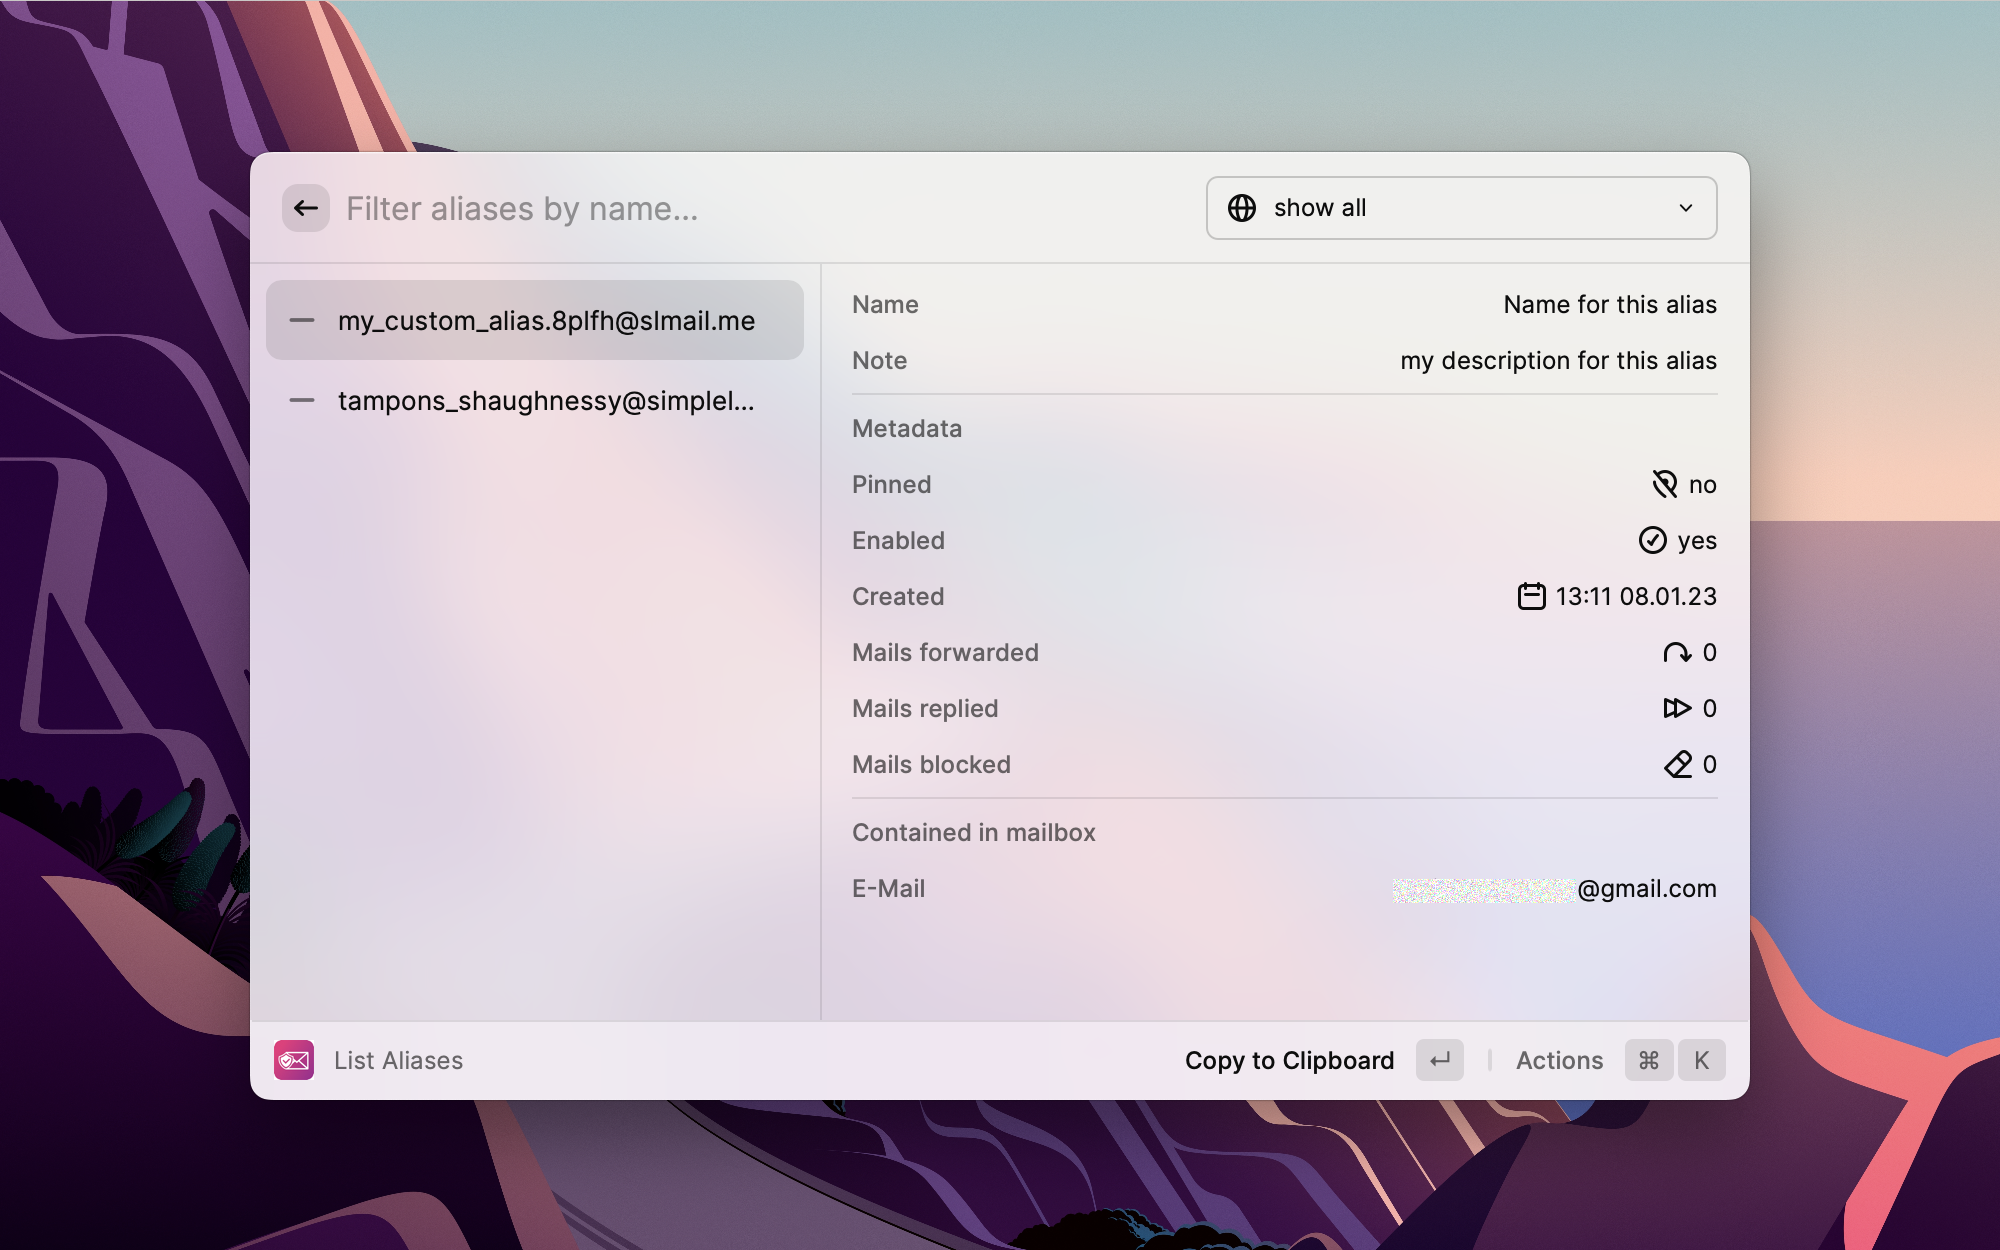 Filter aliases by name...
show all
my_custom_alias.8plfh@slmail.me
tampons_shaughnessy@simplel...
Name Name for this alias
Note my description for this alias
Metadata
Pinned no
Enabled yes
Created 13:11 08.01.23
Mails forwarded 0
Mails replied 0
Mails blocked 0
Contained in mailbox
E-Mail @gmail.com
List Aliases
Copy to Clipboard
Actions ⌘ K